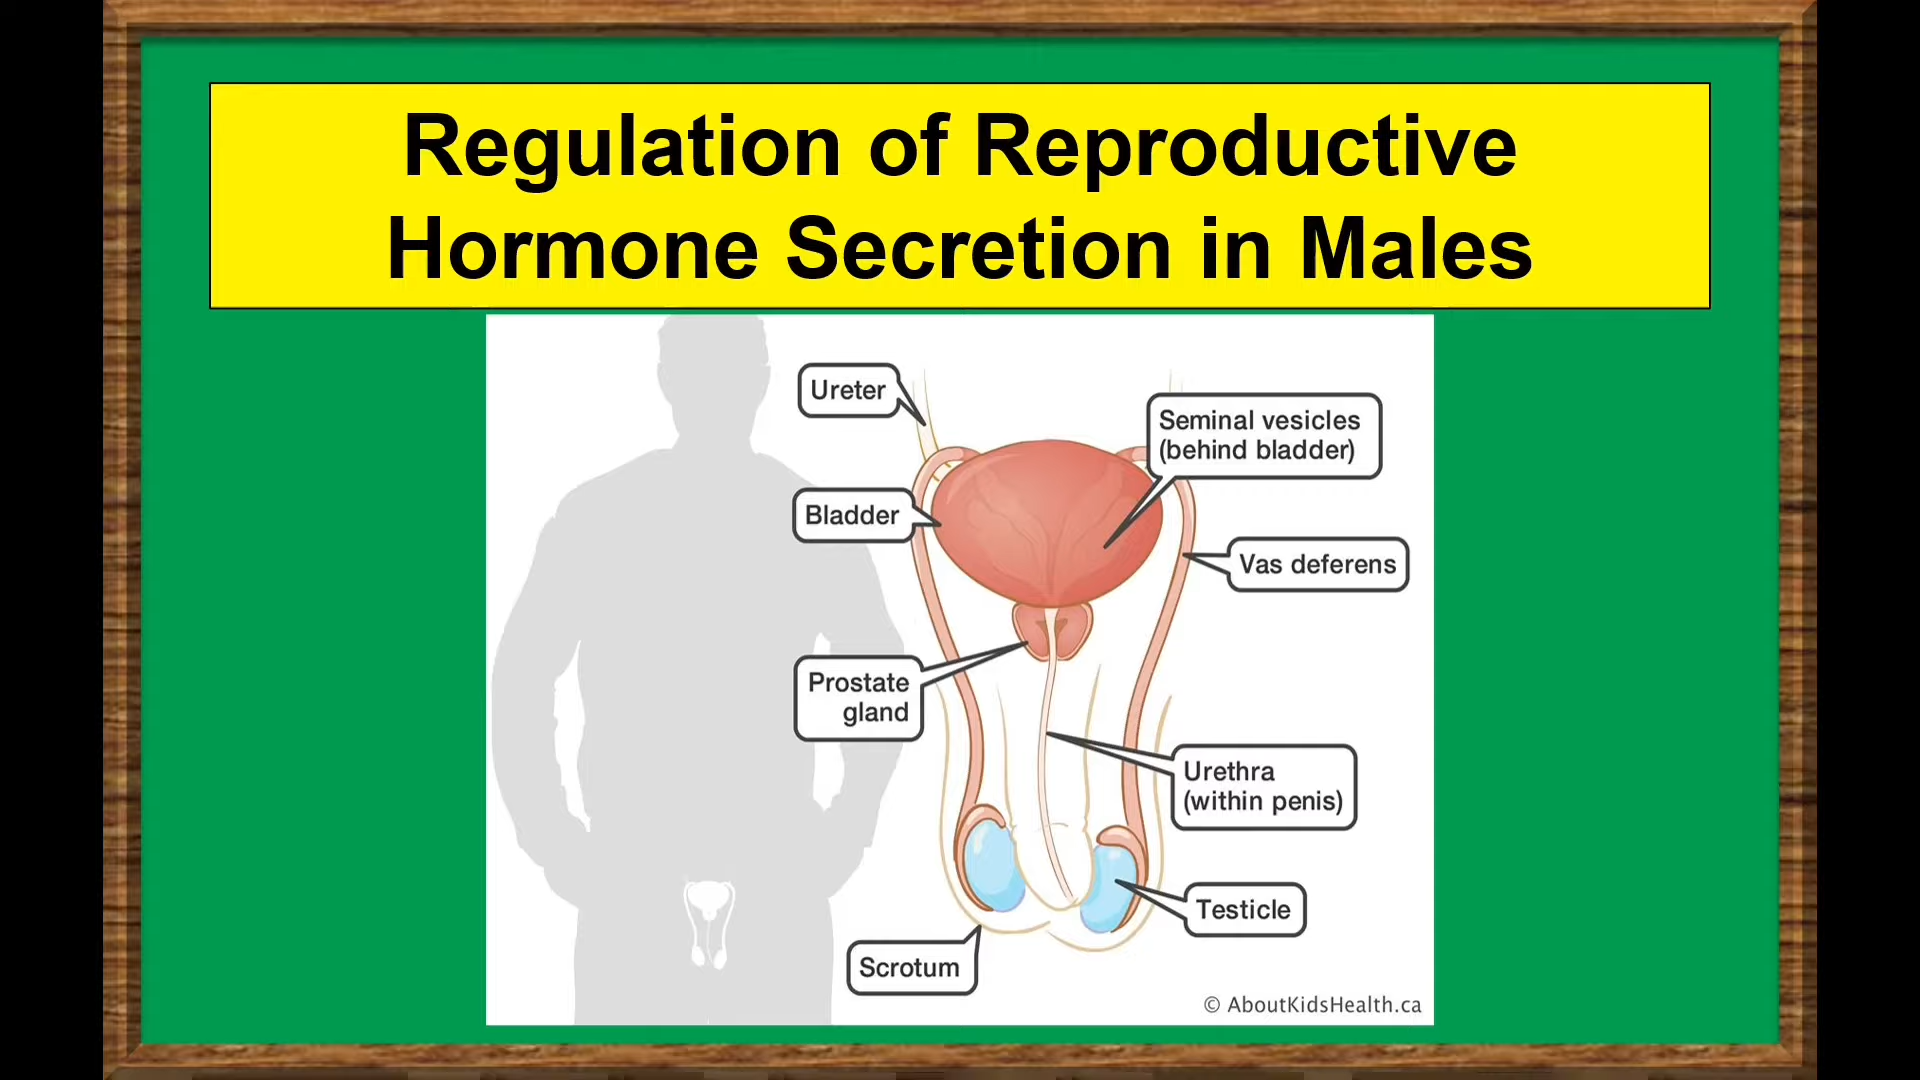 Regulation of Reproductive
Hormone Secretion in Males
Ureter
Seminal vesicles
(behind bladder)
Bladder
Vas deferens
Prostate
gland
Urethra
(within penis)
Testicle
Scrotum
© AboutKidsHealth.ca